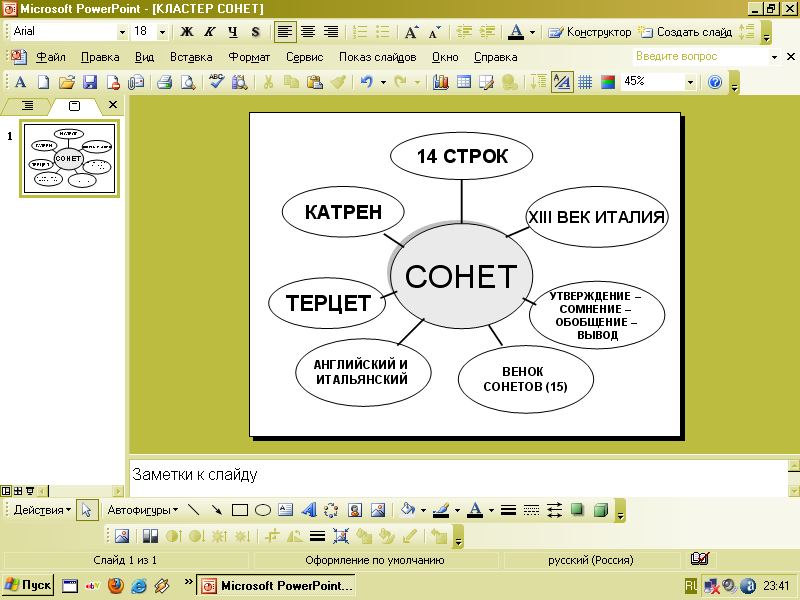 Microsoft PowerPoint - [КЛАСТЕР СОНЕТ]
Arial 18 Ж К Ч S Конструктор Создать слайд
Файл Правка Вид Вставка Формат Сервис Показ слайдов Окно Справка Введите вопрос
45%
1
14 СТРОК
КАТРЕН
XIII ВЕК ИТАЛИЯ
СОНЕТ
ТЕРЦЕТ
УТВЕРЖДЕНИЕ –
СОМНЕНИЕ –
ОБОБЩЕНИЕ –
ВЫВОД
АНГЛИЙСКИЙ И
ИТАЛЬЯНСКИЙ
ВЕНОК
СОНЕТОВ (15)
Заметки к слайду
Действия Автофигуры
Слайд 1 из 1 Оформление по умолчанию русский (Россия)
Пуск Microsoft PowerPoint... RU 23:41